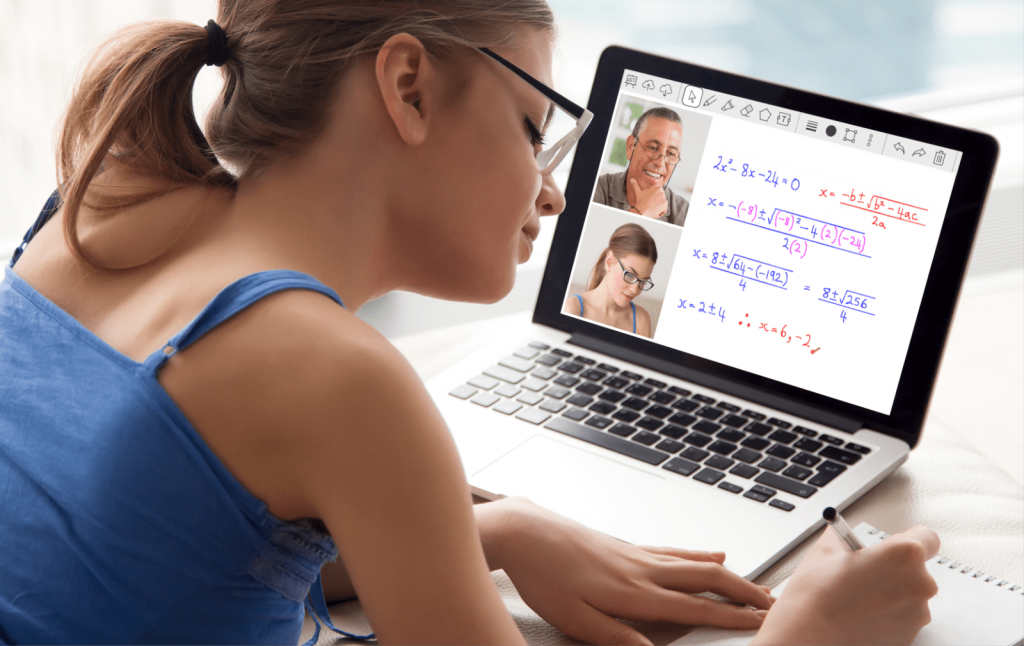 2x² - 8x - 24 = 0
x = -b ± √b² - 4ac / 2a
x = -(-8) ± √(-8)² - 4(2)(-24) / 2(2)
x = 8 ± √64 - (-192) / 4 = 8 ± √256 / 4
x = 2 ± 4 ∴ x = 6, -2